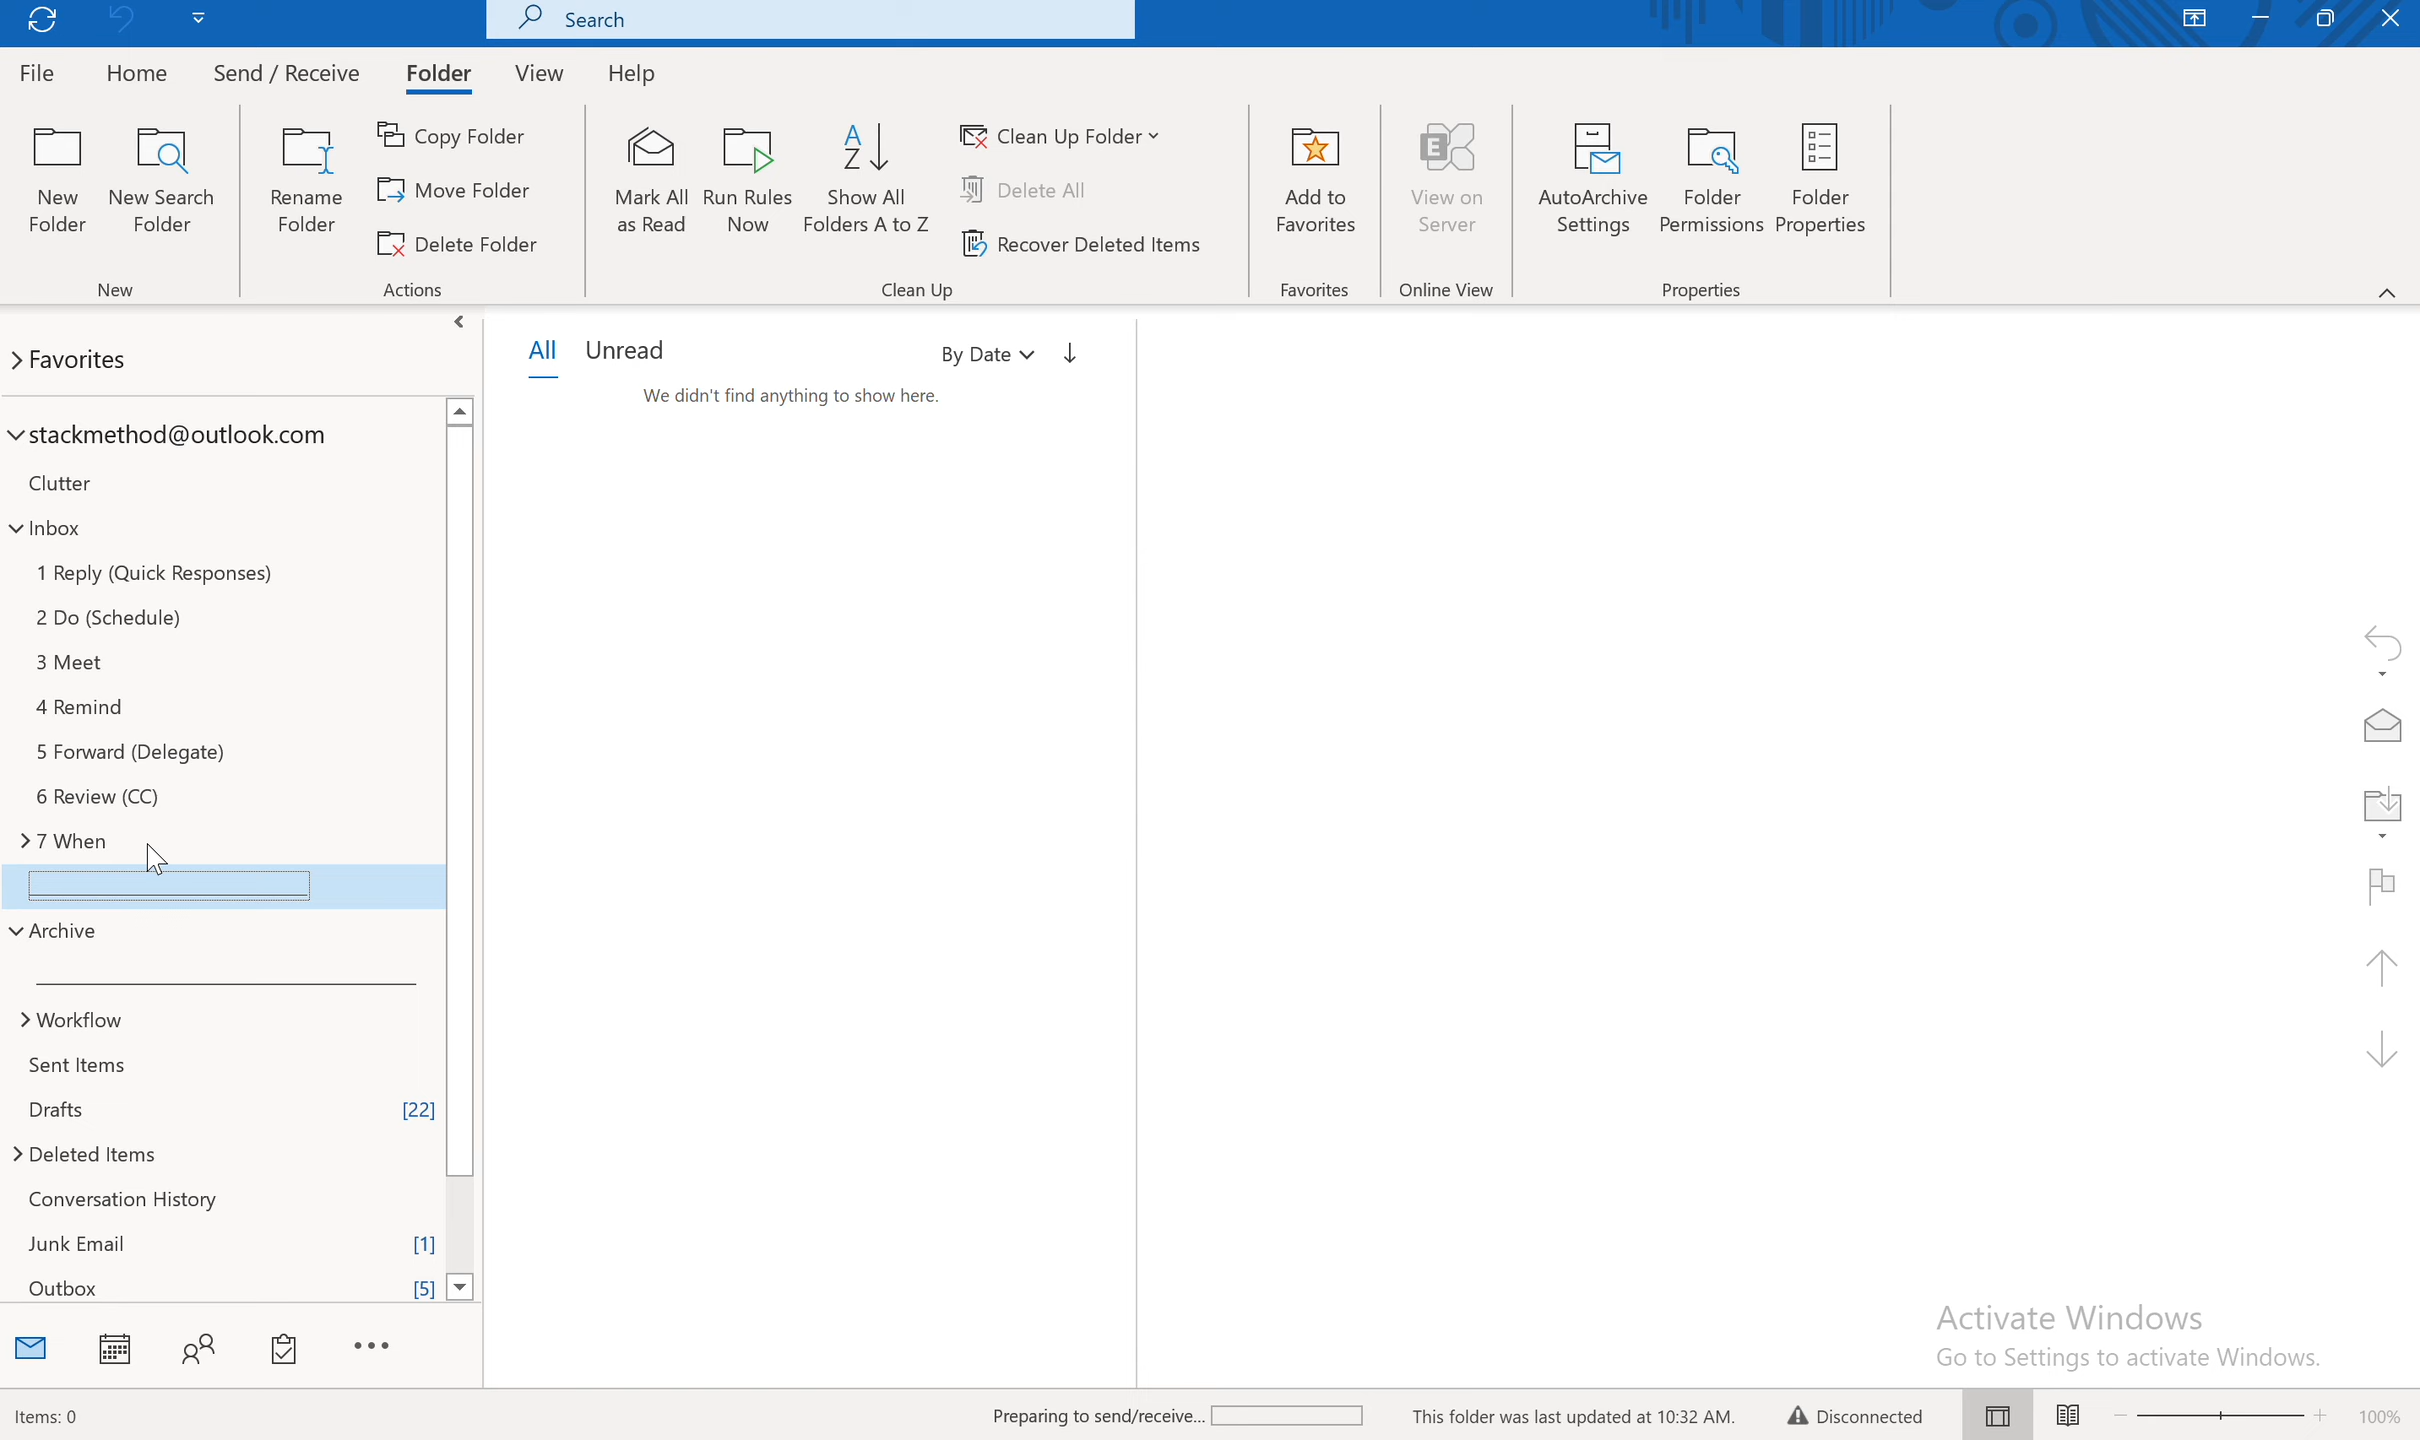 Search
File Home Send / Receive Folder View Help
New Folder
New Search Folder
Rename Folder
Copy Folder
Move Folder
Delete Folder
Mark All as Read
Run Rules Now
Show All Folders A to Z
Clean Up Folder
Delete All
Recover Deleted Items
Add to Favorites
View on Server
AutoArchive Settings
Folder Permissions
Folder Properties
New Actions Clean Up Favorites Online View Properties
Favorites
stackmethod@outlook.com
Clutter
Inbox
1 Reply (Quick Responses)
2 Do (Schedule)
3 Meet
4 Remind
5 Forward (Delegate)
6 Review (CC)
7 When
Archive
Workflow
Sent Items
Drafts [22]
Deleted Items
Conversation History
Junk Email [1]
Outbox [5]
All Unread By Date
We didn't find anything to show here.
Activate Windows
Go to Settings to activate Windows.
Items: 0 Preparing to send/receive... This folder was last updated at 10:32 AM. Disconnected 100%